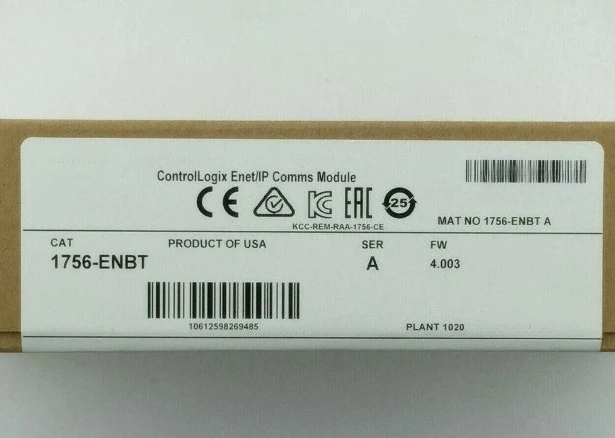 ControlLogix Enet/IP Comms Module
CE KC EAC 25
KCC-REM-RAA-1756-CE
MAT NO 1756-ENBT A
CAT PRODUCT OF USA SER FW
1756-ENBT A 4.003
10612598269485
PLANT 1020